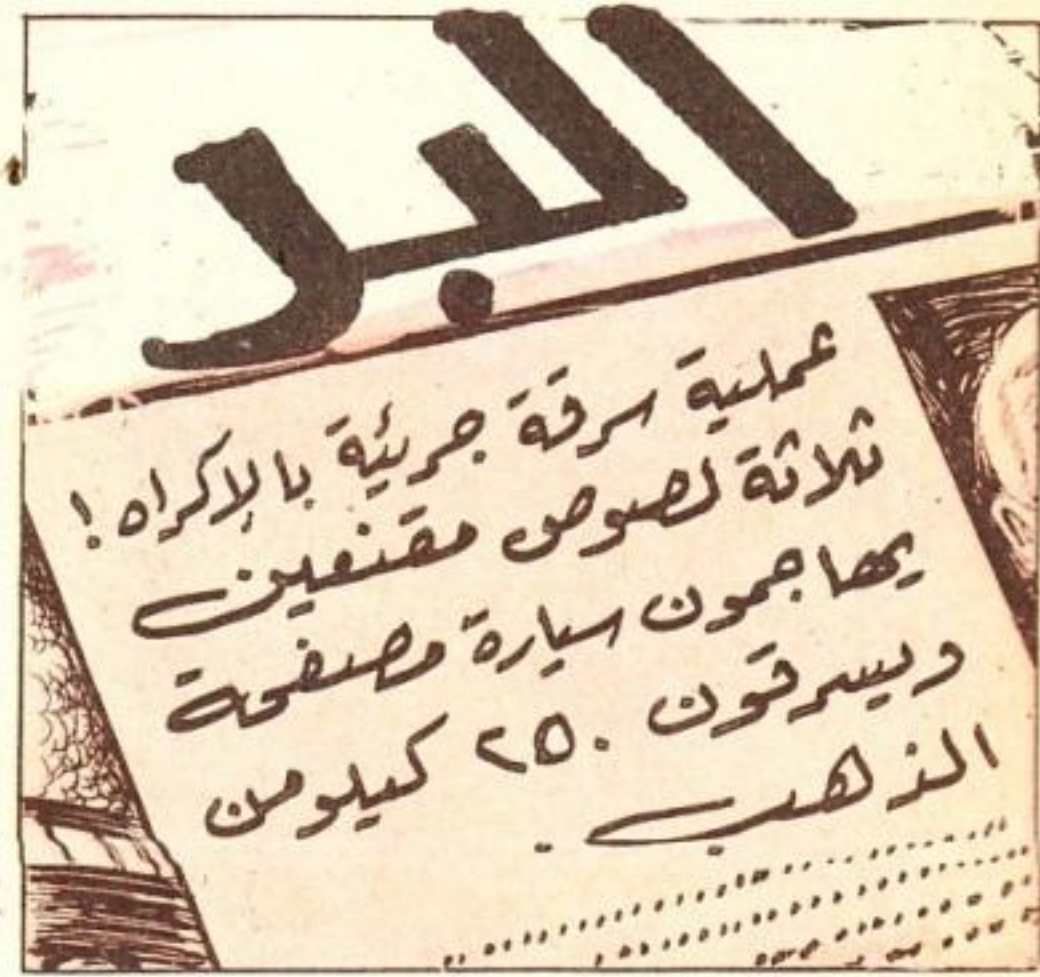 البر
عملية سرقة جريئة بالإكراه!
ثلاثة لصوص مقنعين
يهاجمون سيارة مصفحة
ويسرقون ٢٥٠ كيلو من
الذهب.